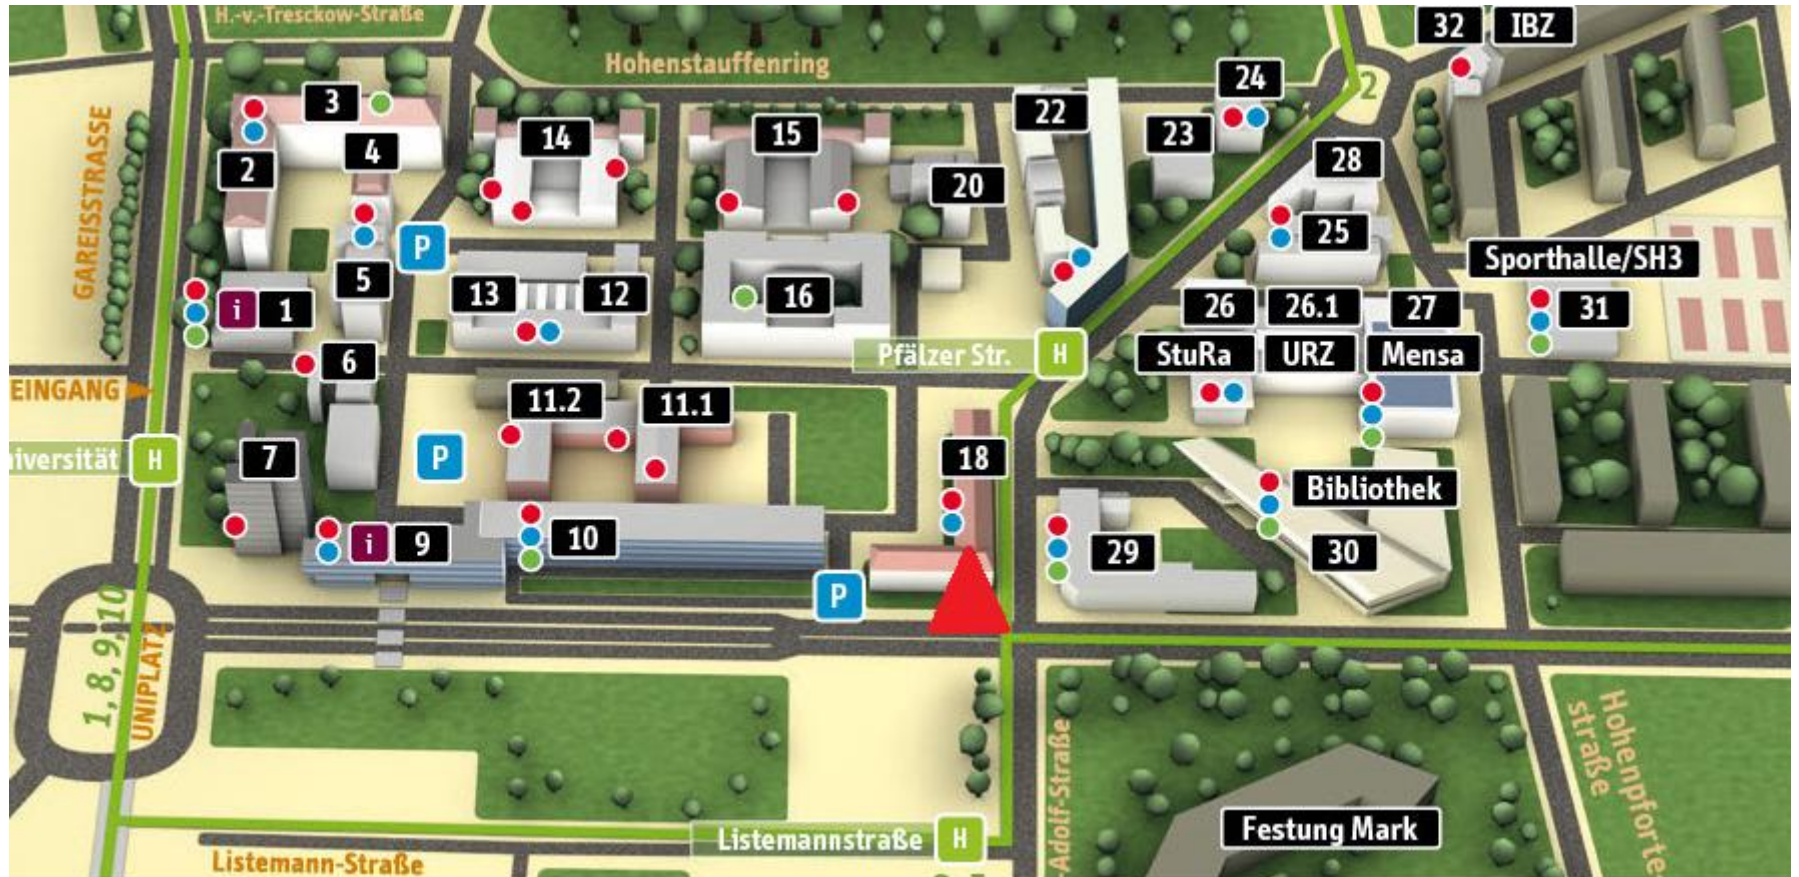 H.-v.-Tresckow-Straße
32
IBZ
Hohenstauffenring
24
2
3
22
GAREISSTRASSE
14
15
23
4
28
2
20
25
P
Sporthalle/SH3
5
13
12
16
i
1
26
26.1
27
31
Pfälzer Str.
H
StuRa
URZ
Mensa
6
EINGANG
11.2
11.1
niversität
H
7
P
18
Bibliothek
i
9
10
29
30
P
1, 8, 9, 10
UNIPLATZ
Hohenpforte-
straße
-Adolf-Straße
Listemannstraße
H
Festung Mark
Listemann-Straße